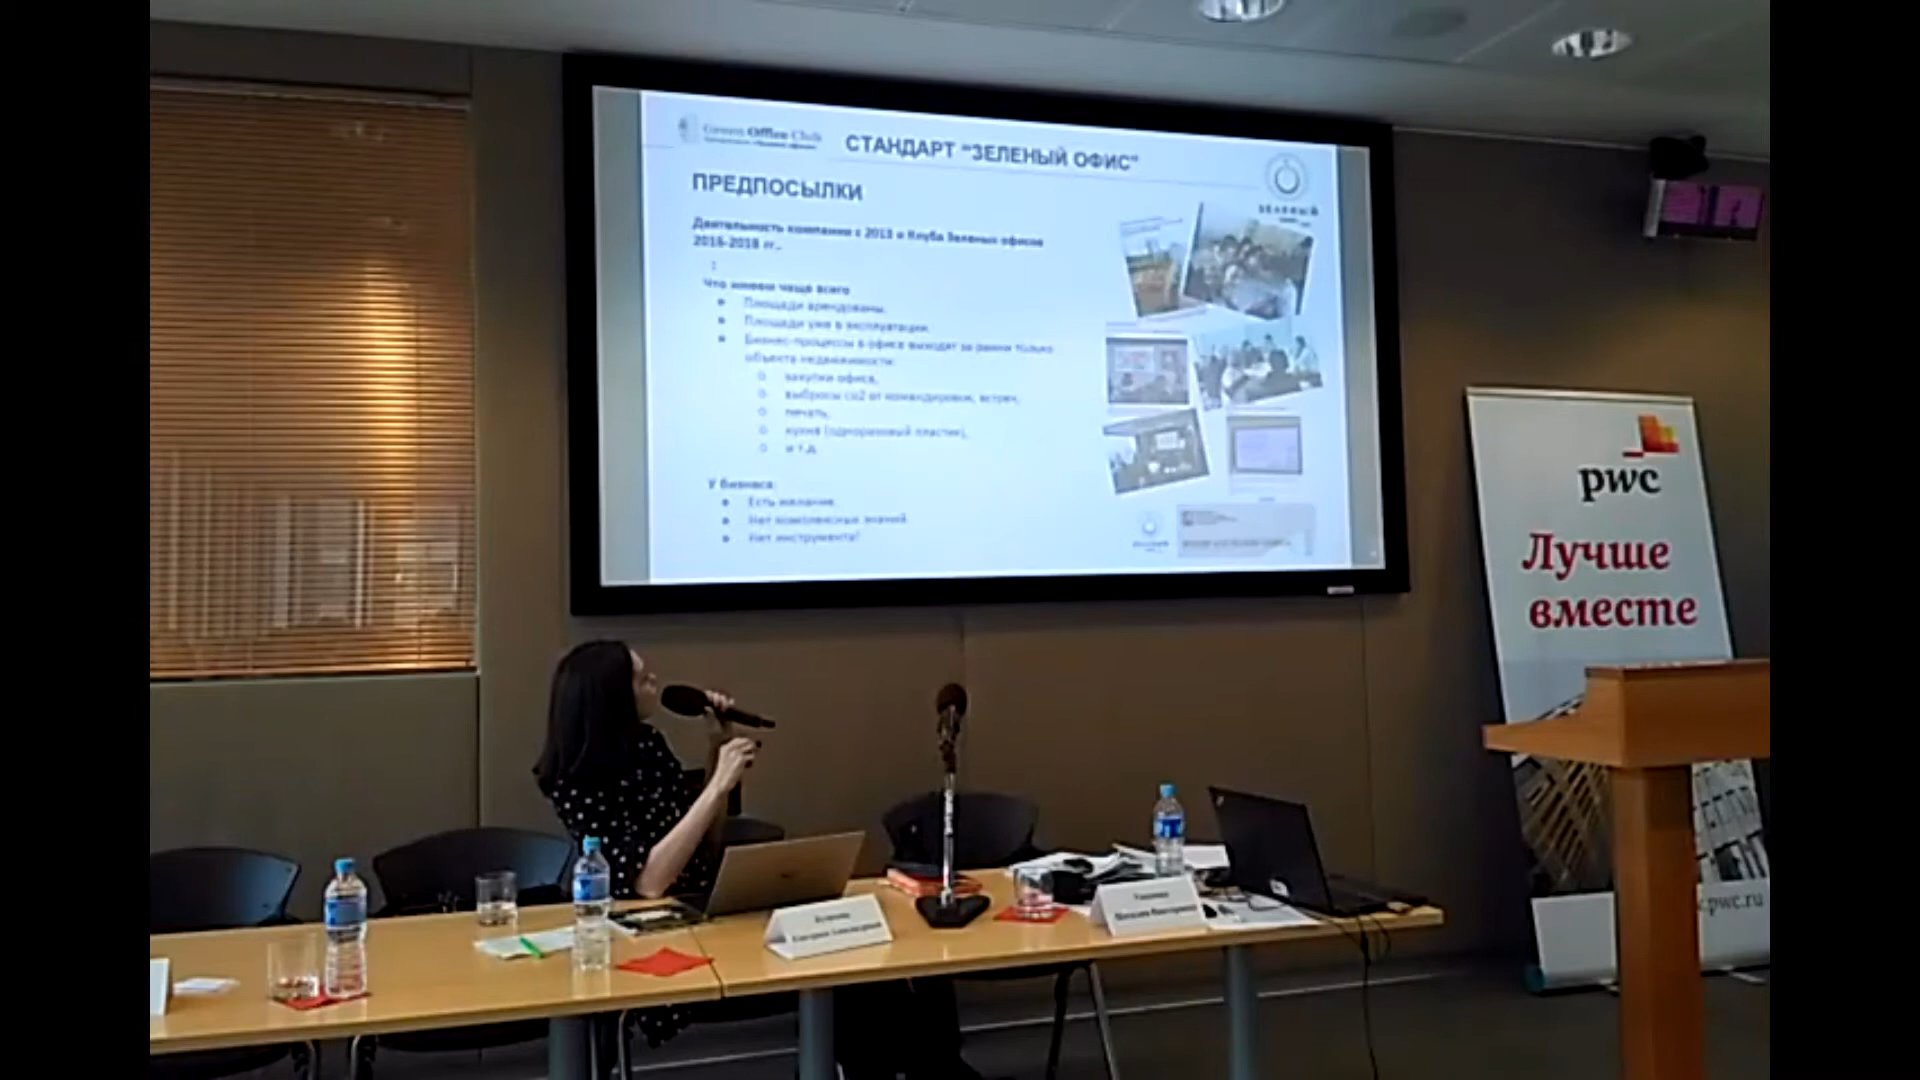 Green Office Club
СТАНДАРТ "ЗЕЛЕНЫЙ ОФИС"
ЗЕЛЕНЫЙ
ПРЕДПОСЫЛКИ
Деятельность компании с 2013 и Клуба Зеленых офисов
2016-2018 гг..
Что имеем чаще всего
Площади арендованы.
Площади уже в эксплуатации.
Бизнес-процессы в офисе выходят за рамки только
объекта недвижимости:
закупки офиса,
выбросы со2 от командировок, встреч,
печать,
кухня (одноразовый пластик),
и т.д.
У бизнеса:
Есть желание.
Нет комплексных знаний.
Нет инструмента!
pwc
Лучше
вместе
pwc.ru